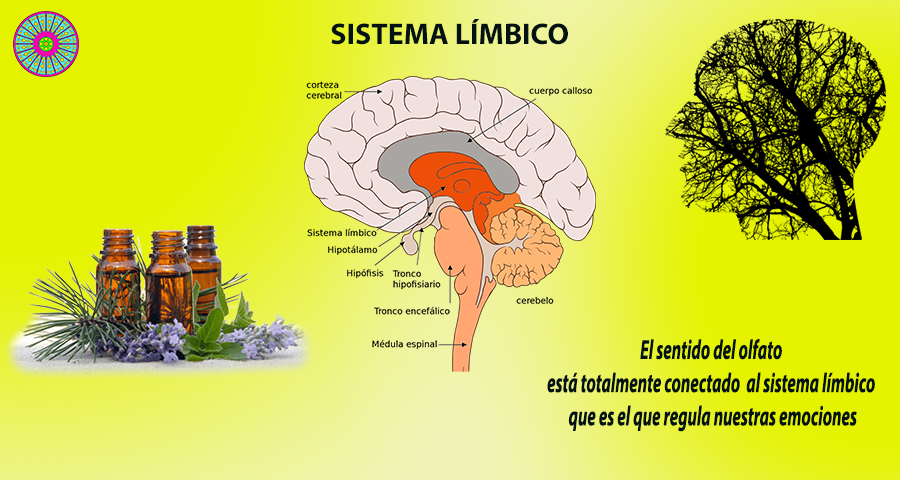 SISTEMA LÍMBICO
corteza
cerebral
cuerpo calloso
Sistema límbico
Hipotálamo
Hipófisis
Tronco
hipofisiario
cerebelo
Tronco encefálico
Médula espinal
El sentido del olfato
está totalmente conectado al sistema límbico
que es el que regula nuestras emociones